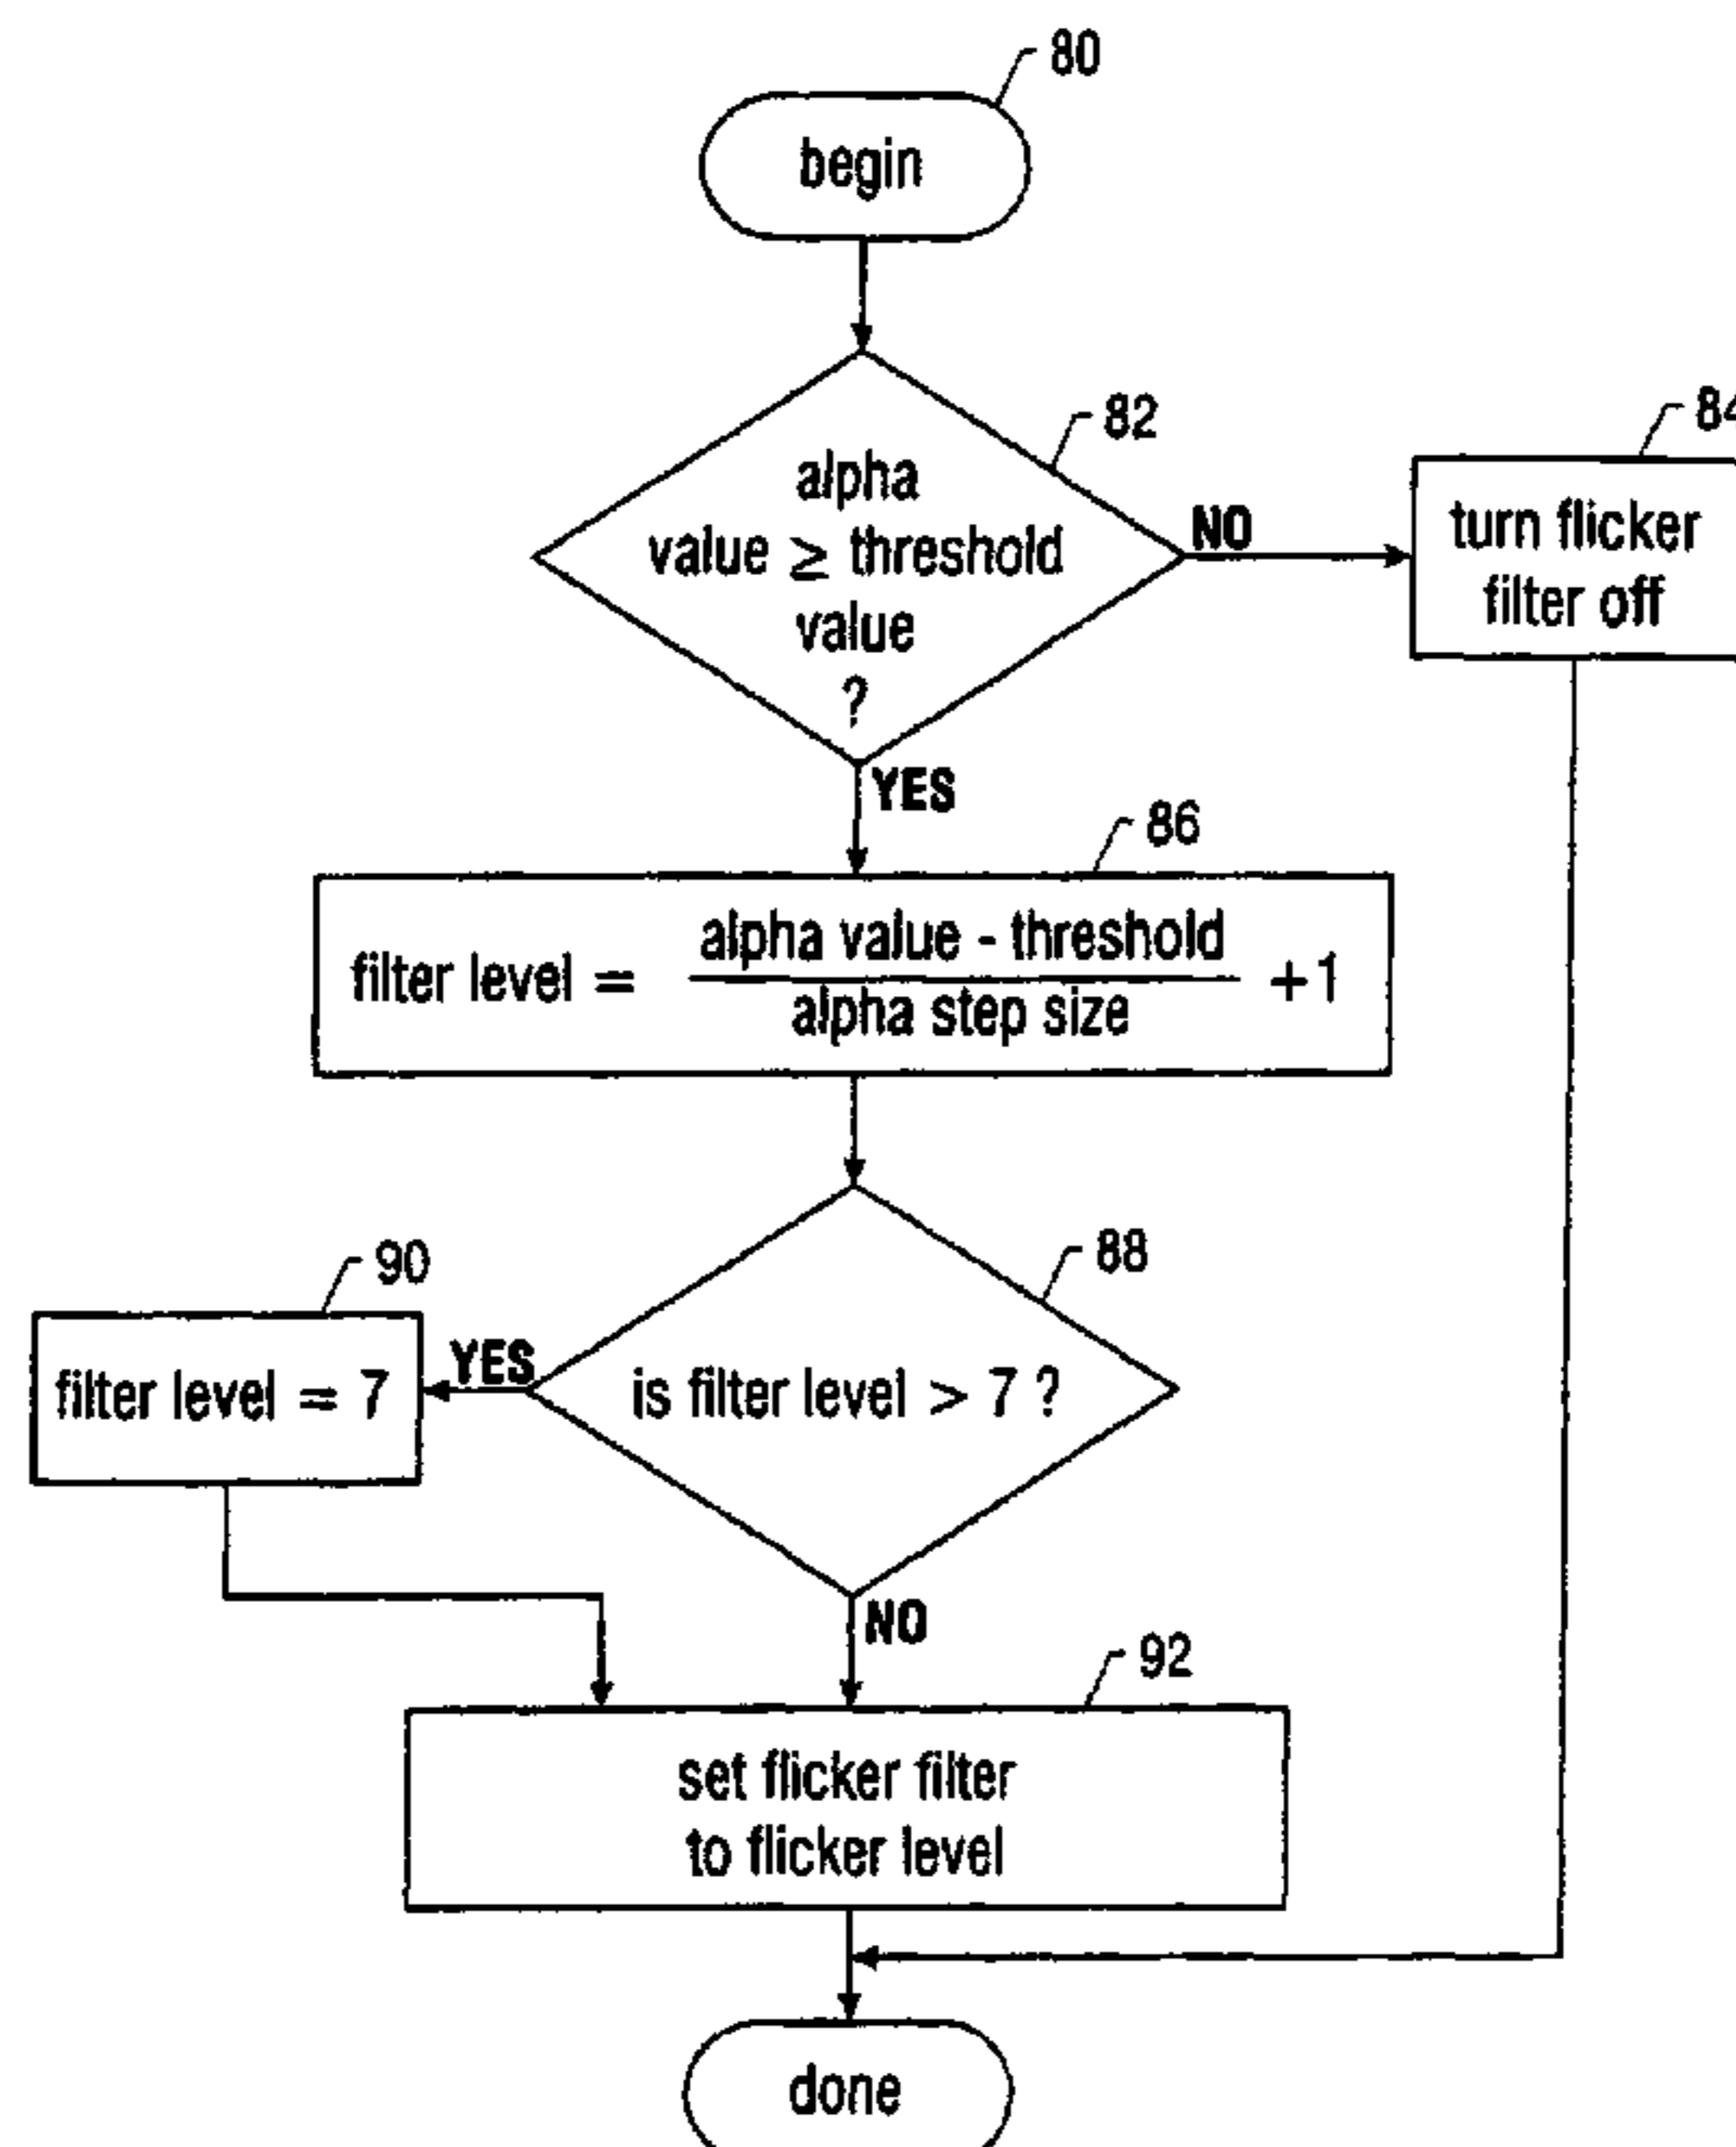 80
begin
82
alpha
value ≥ threshold
value
?
NO
84
turn flicker
filter off
YES
86
filter level = alpha value - threshold / alpha step size +1
88
is filter level > 7 ?
YES
90
filter level = 7
NO
92
set flicker filter
to flicker level
done